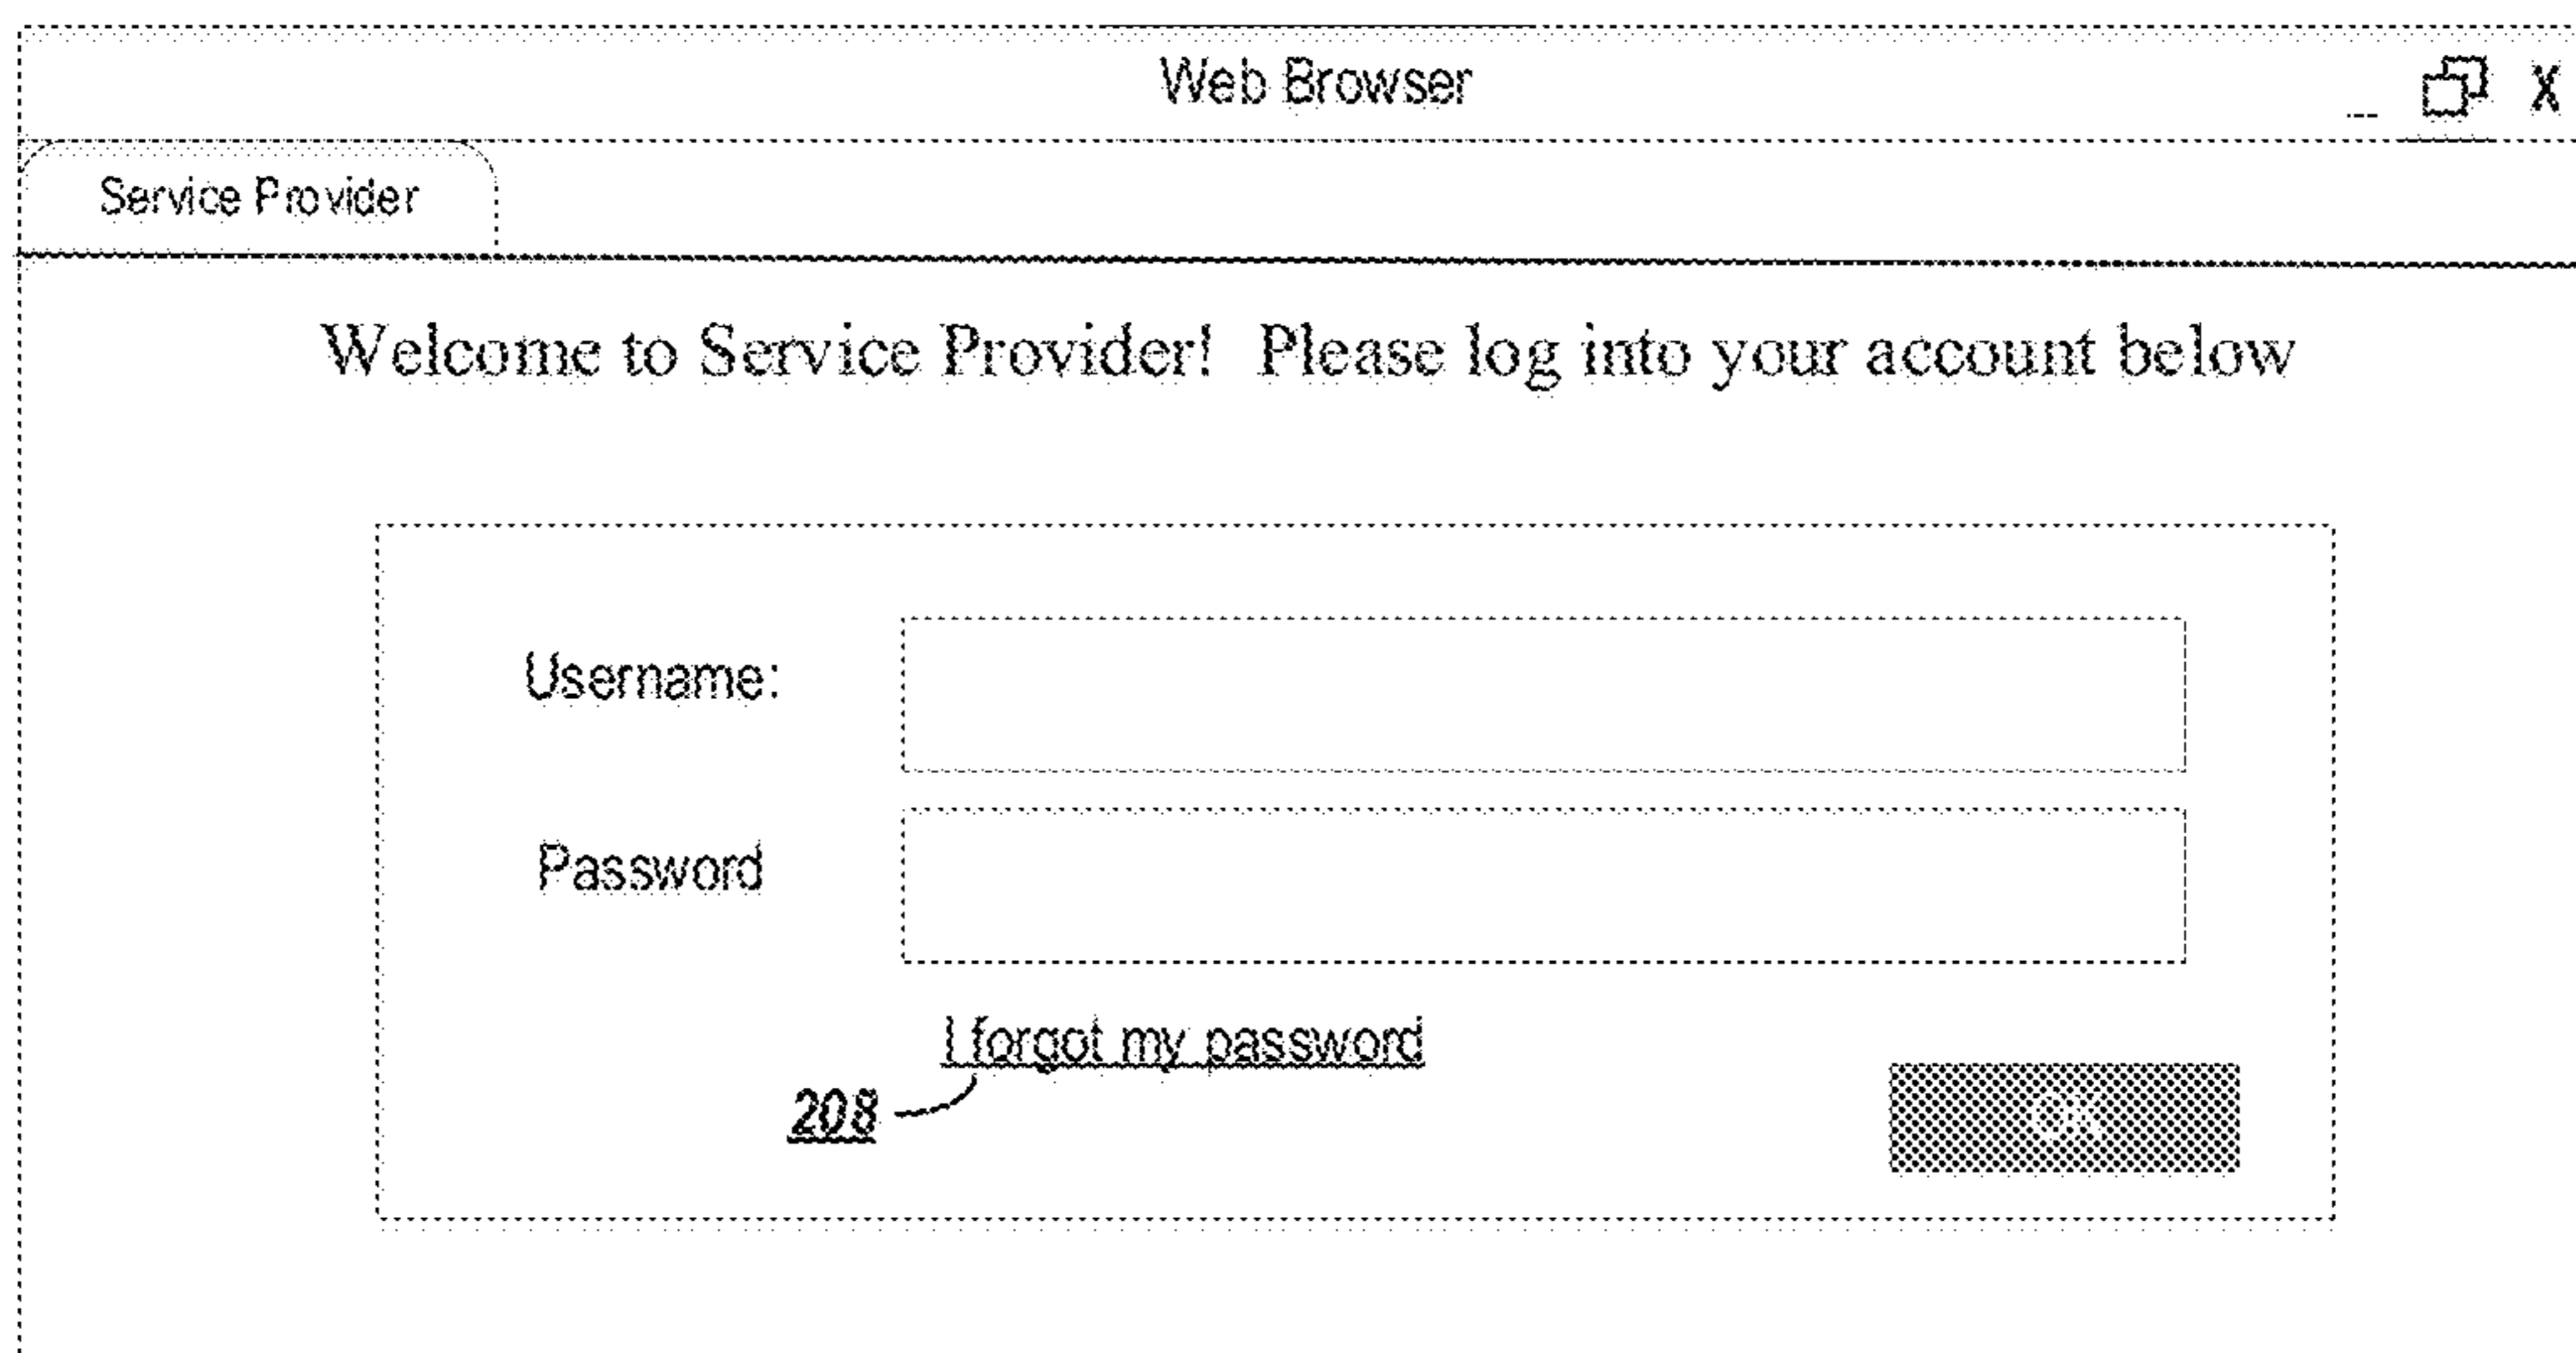 Web Browser _ X
Service Provider
Welcome to Service Provider! Please log into your account below
Username:
Password
I forgot my password
208
OK